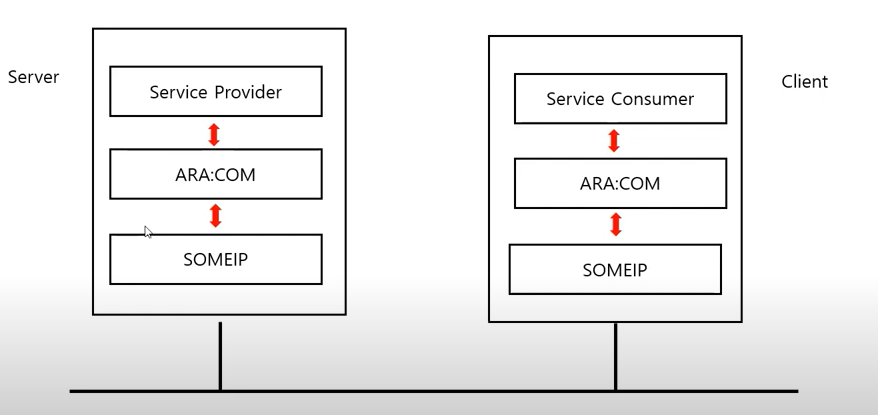 Server
Service Provider
ARA:COM
SOMEIP
Client
Service Consumer
ARA:COM
SOMEIP